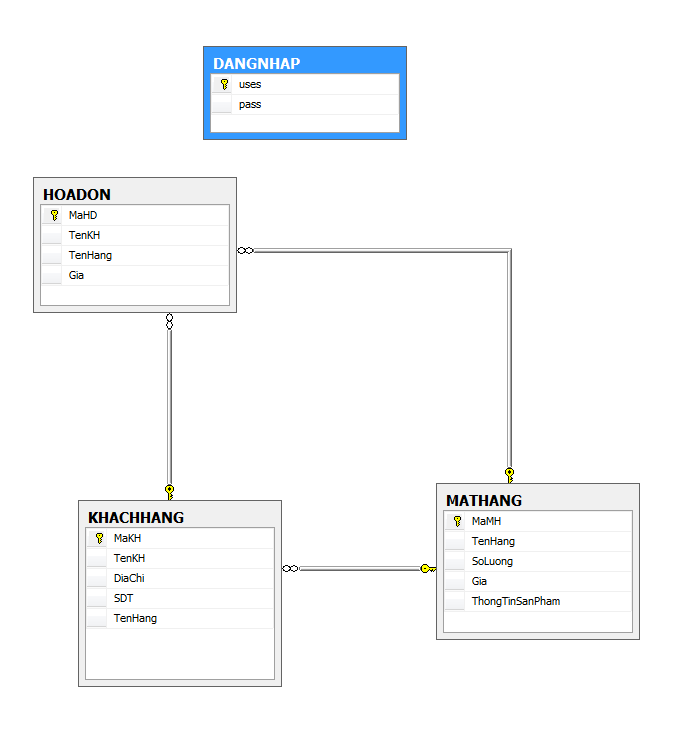 DANGNHAP
uses
pass
HOADON
MaHD
TenKH
TenHang
Gia
KHACHHANG
MaKH
TenKH
DiaChi
SDT
TenHang
MATHANG
MaMH
TenHang
SoLuong
Gia
ThongTinSanPham